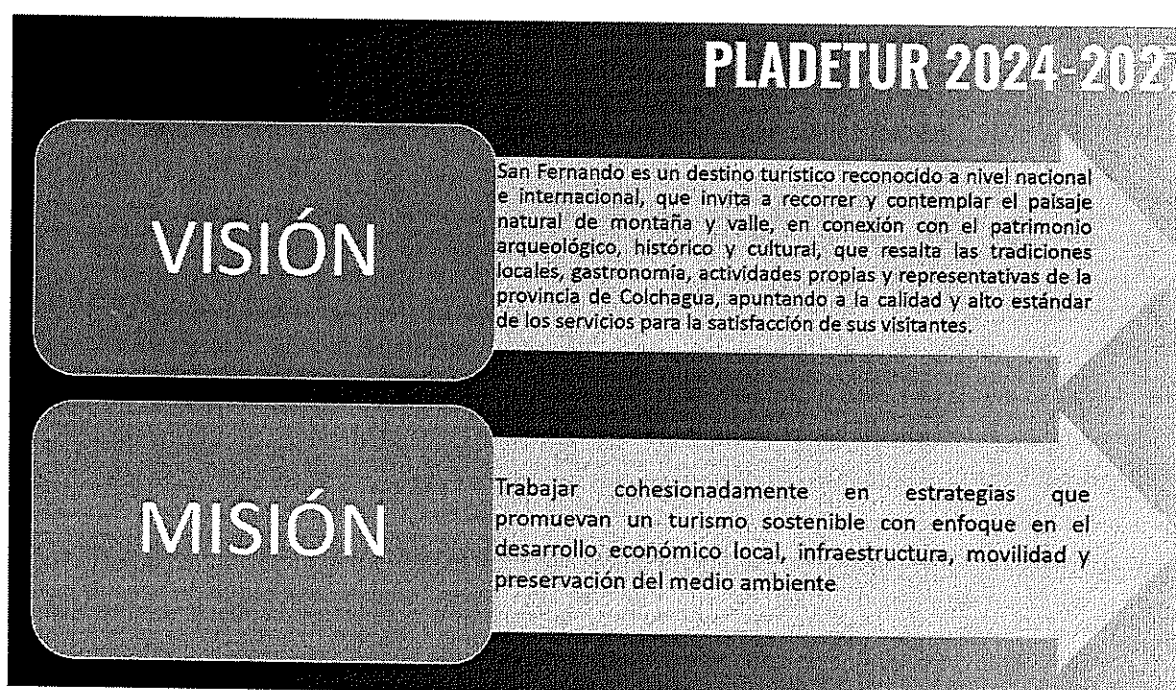 PLADETUR 2024-202
VISIÓN
San Fernando es un destino turístico reconocido a nivel nacional
e internacional, que invita a recorrer y contemplar el paisaje
natural de montaña y valle, en conexión con el patrimonio
arqueológico, histórico y cultural, que resalta las tradiciones
locales, gastronomía, actividades propias y representativas de la
provincia de Colchagua, apuntando a la calidad y alto estándar
de los servicios para la satisfacción de sus visitantes.
MISIÓN
Trabajar cohesionadamente en estrategias que
promuevan un turismo sostenible con enfoque en el
desarrollo económico local, infraestructura, movilidad y
preservación del medio ambiente